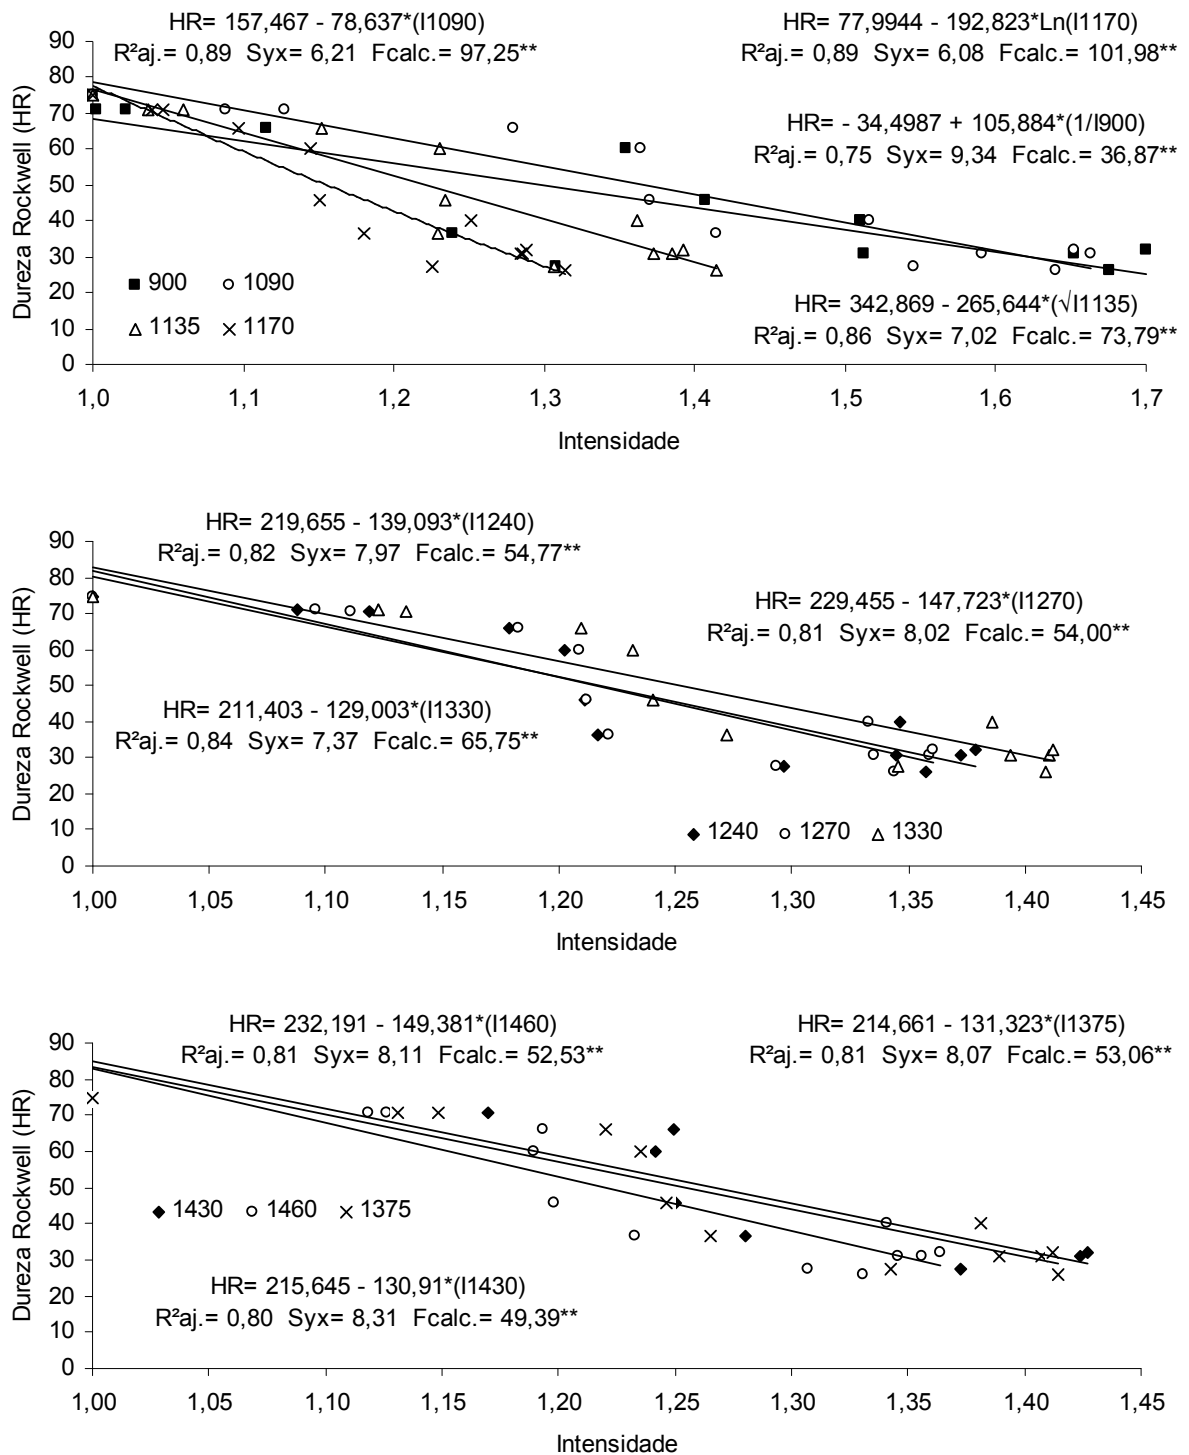 HR= 157,467 - 78,637*(I1090)
R²aj.= 0,89 Syx= 6,21 Fcalc.= 97,25**
HR= 77,9944 - 192,823*Ln(I1170)
R²aj.= 0,89 Syx= 6,08 Fcalc.= 101,98**
HR= - 34,4987 + 105,884*(1/I900)
R²aj.= 0,75 Syx= 9,34 Fcalc.= 36,87**
HR= 342,869 - 265,644*(√I1135)
R²aj.= 0,86 Syx= 7,02 Fcalc.= 73,79**
Dureza Rockwell (HR)
90
80
70
60
50
40
30
20
10
0
900 1090
1135 1170
1,0 1,1 1,2 1,3 1,4 1,5 1,6 1,7
Intensidade
HR= 219,655 - 139,093*(I1240)
R²aj.= 0,82 Syx= 7,97 Fcalc.= 54,77**
HR= 229,455 - 147,723*(I1270)
R²aj.= 0,81 Syx= 8,02 Fcalc.= 54,00**
HR= 211,403 - 129,003*(I1330)
R²aj.= 0,84 Syx= 7,37 Fcalc.= 65,75**
Dureza Rockwell (HR)
90
80
70
60
50
40
30
20
10
0
1240 1270 1330
1,00 1,05 1,10 1,15 1,20 1,25 1,30 1,35 1,40 1,45
Intensidade
HR= 232,191 - 149,381*(I1460)
R²aj.= 0,81 Syx= 8,11 Fcalc.= 52,53**
HR= 214,661 - 131,323*(I1375)
R²aj.= 0,81 Syx= 8,07 Fcalc.= 53,06**
Dureza Rockwell (HR)
90
80
70
60
50
40
30
20
10
0
1430 1460 1375
HR= 215,645 - 130,91*(I1430)
R²aj.= 0,80 Syx= 8,31 Fcalc.= 49,39**
1,00 1,05 1,10 1,15 1,20 1,25 1,30 1,35 1,40 1,45
Intensidade